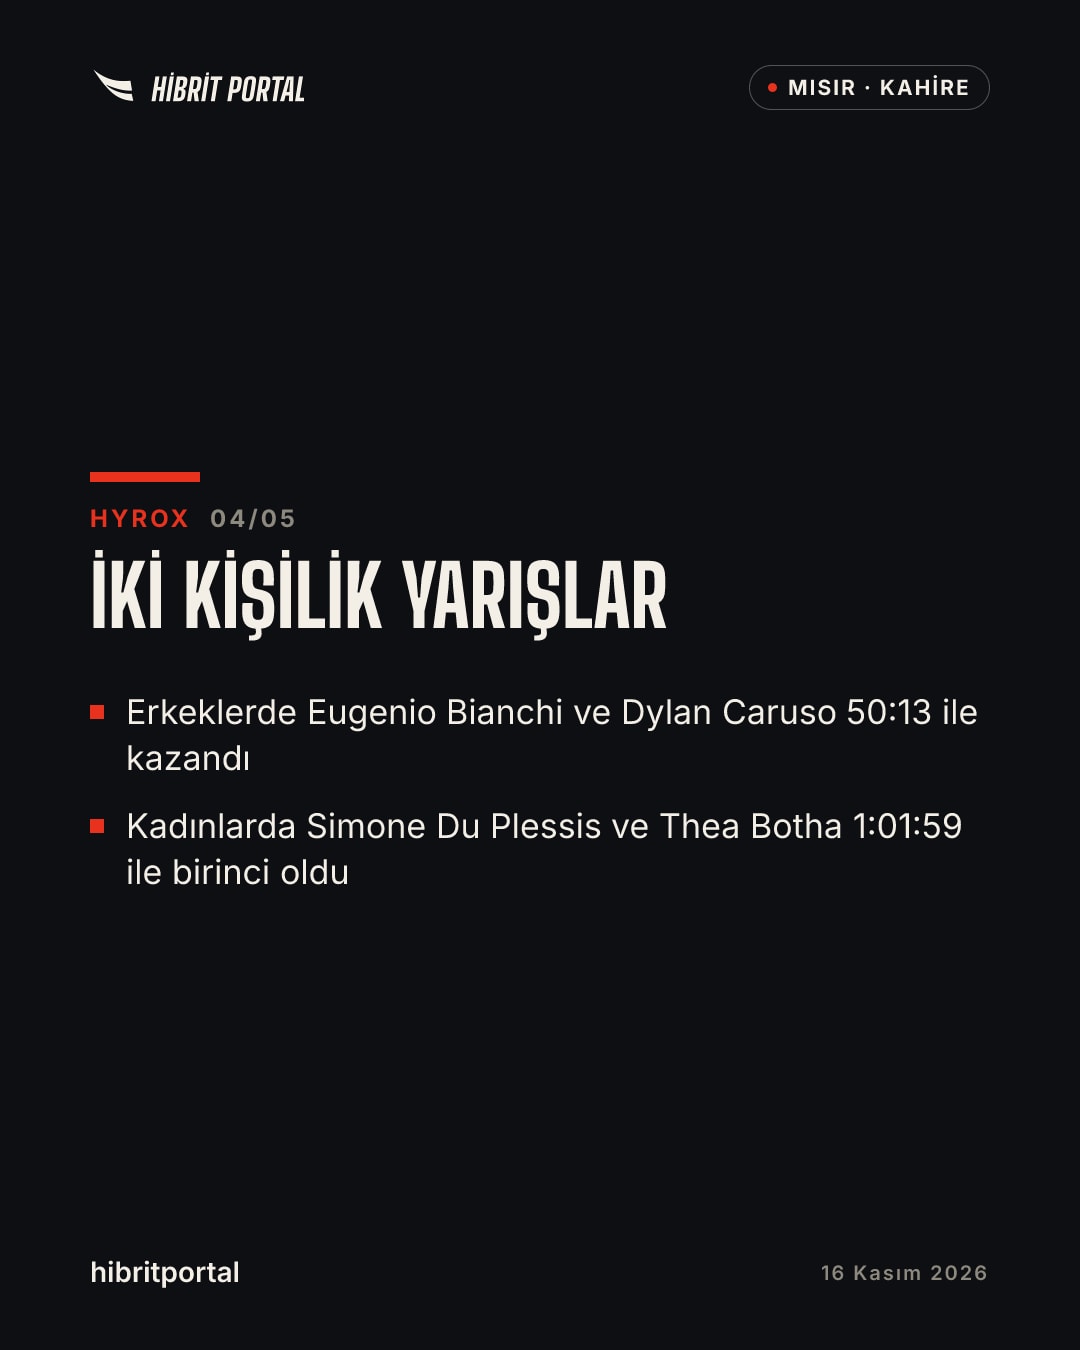 HİBRİT PORTAL
MISIR · KAHİRE
HYROX 04/05
İKİ KİŞİLİK YARIŞLAR
Erkeklerde Eugenio Bianchi ve Dylan Caruso 50:13 ile
kazandı
Kadınlarda Simone Du Plessis ve Thea Botha 1:01:59
ile birinci oldu
hibritportal
16 Kasım 2026